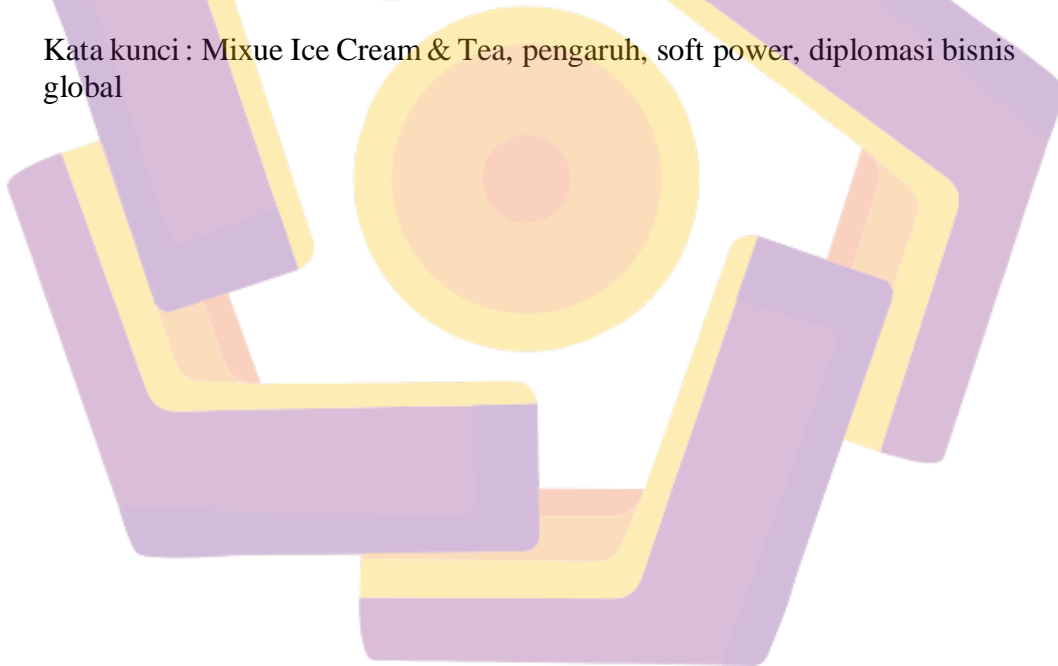 Kata kunci : Mixue Ice Cream & Tea, pengaruh, soft power, diplomasi bisnis
global